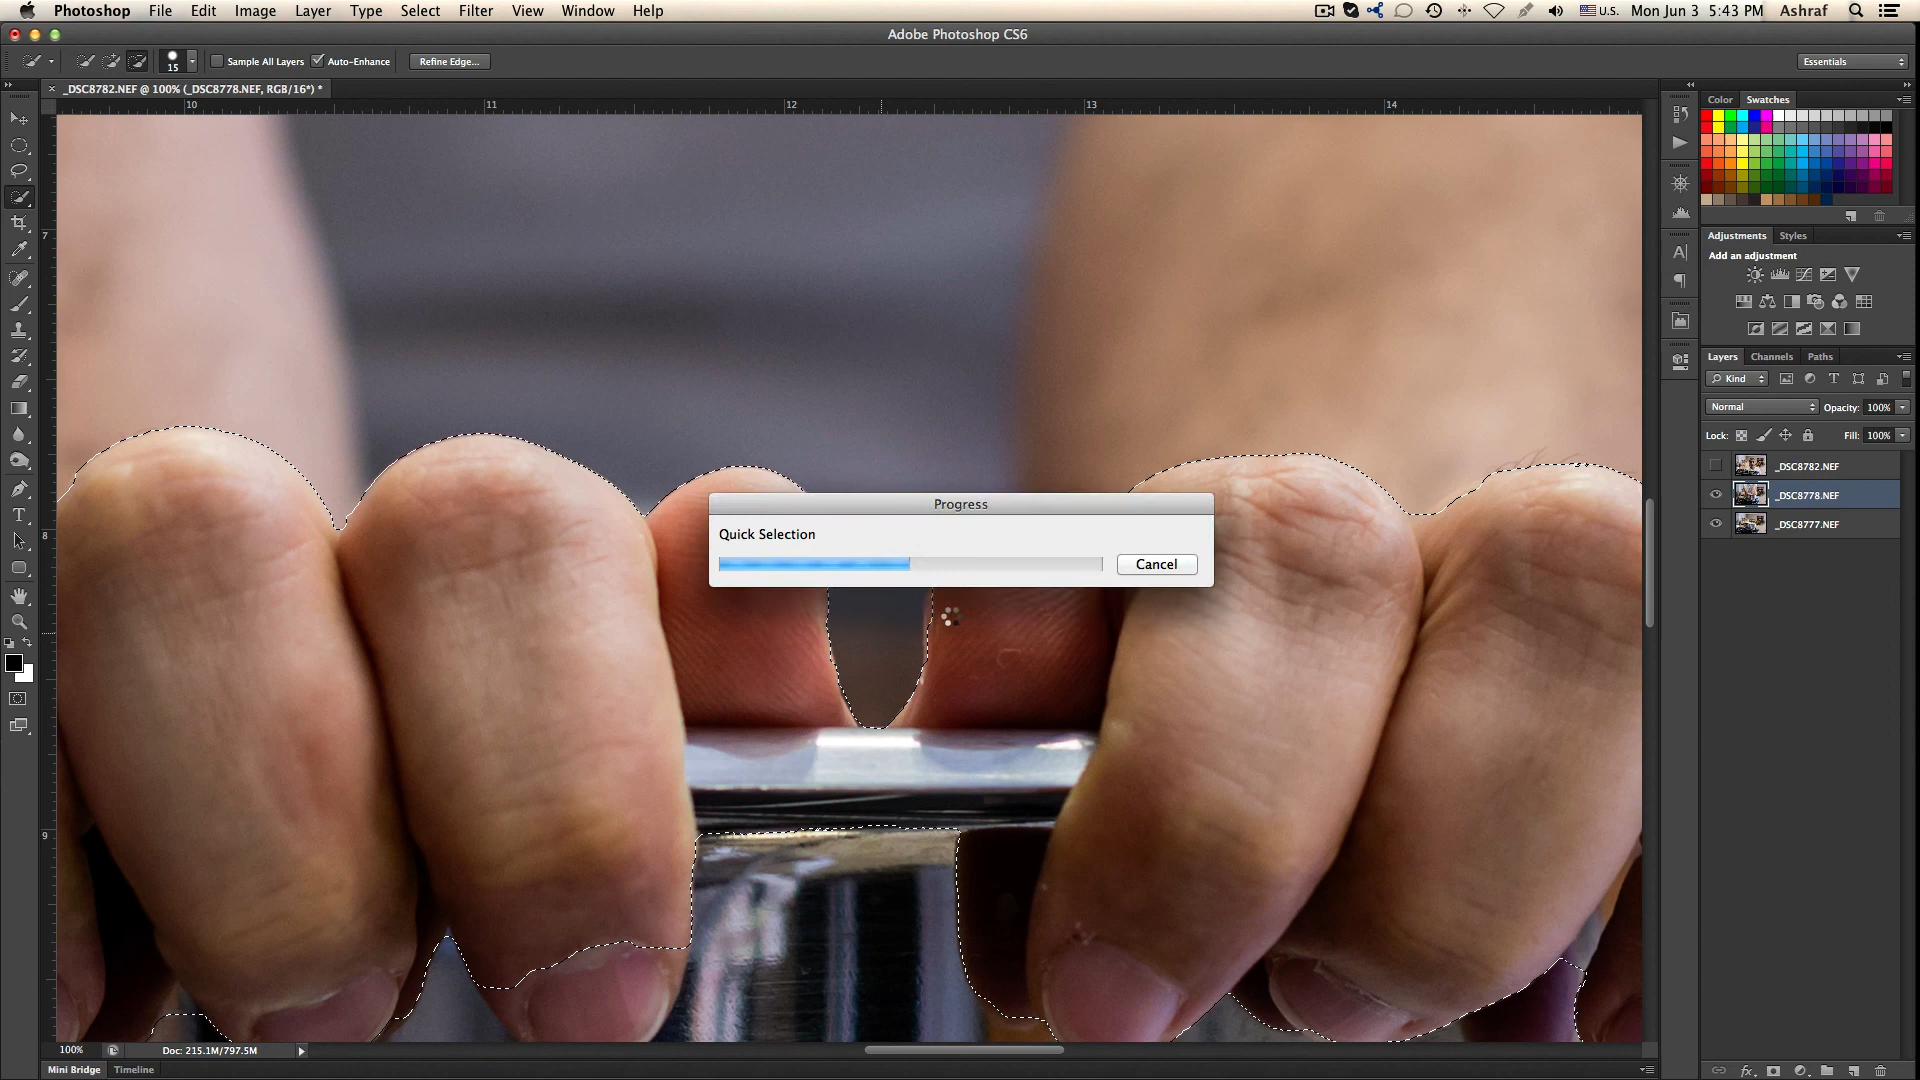 Photoshop File Edit Image Layer Type Select Filter View Window Help U.S. Mon Jun 3 5:43 PM Ashraf
Adobe Photoshop CS6
15 Sample All Layers Auto-Enhance Refine Edge... Essentials
× _DSC8782.NEF @ 100% (_DSC8778.NEF, RGB/16*) *
10 11 12 13 14
7
8
9
Color Swatches
Adjustments Styles
Add an adjustment
Layers Channels Paths
Kind
Normal Opacity: 100%
Lock: Fill: 100%
_DSC8782.NEF
_DSC8778.NEF
_DSC8777.NEF
Progress
Quick Selection
Cancel
100% Doc: 215.1M/797.5M
Mini Bridge Timeline